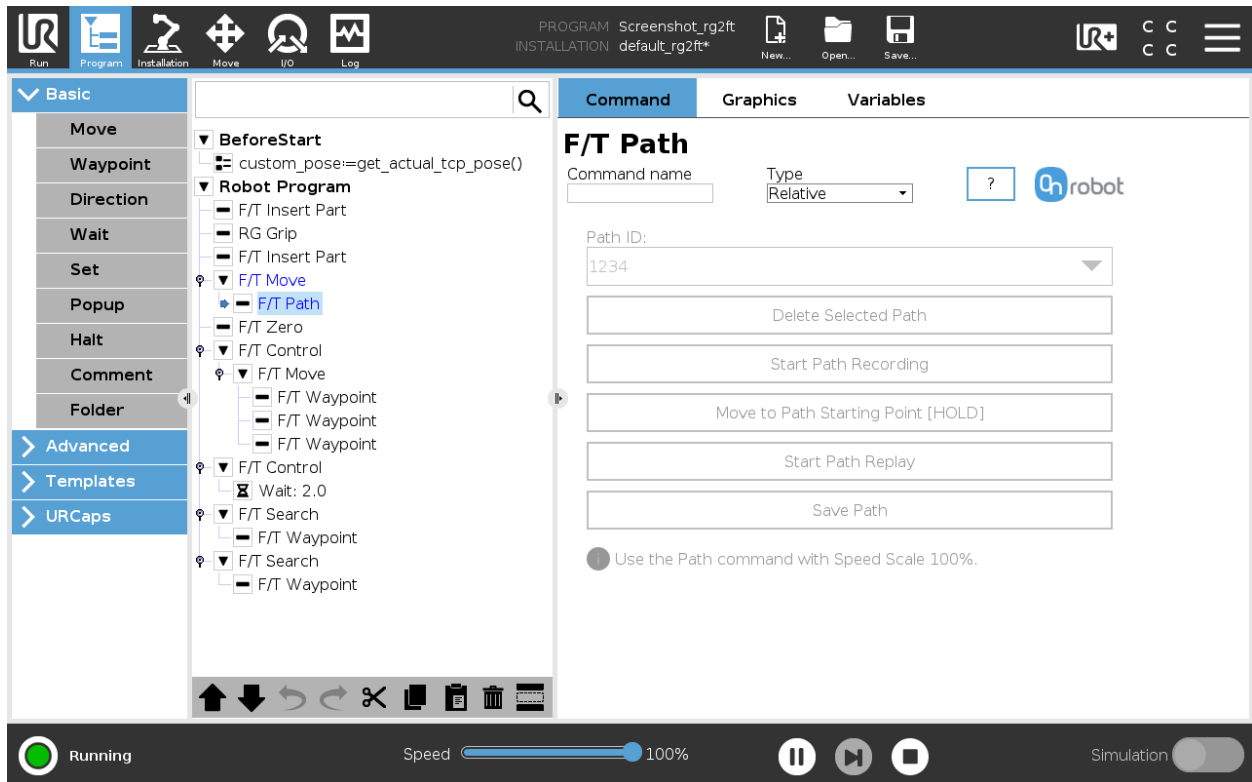 PROGRAM Screenshot_rg2ft
INSTALLATION default_rg2ft*
Run
Program
Installation
Move
I/O
Log
New...
Open...
Save...
UR+
C C
C C
Basic
Move
Waypoint
Direction
Wait
Set
Popup
Halt
Comment
Folder
Advanced
Templates
URCaps
BeforeStart
custom_pose≔get_actual_tcp_pose()
Robot Program
F/T Insert Part
RG Grip
F/T Insert Part
F/T Move
F/T Path
F/T Zero
F/T Control
F/T Move
F/T Waypoint
F/T Waypoint
F/T Waypoint
F/T Control
Wait: 2.0
F/T Search
F/T Waypoint
F/T Search
F/T Waypoint
Command Graphics Variables
F/T Path
Command name
Type
Relative
?
On robot
Path ID:
1234
Delete Selected Path
Start Path Recording
Move to Path Starting Point [HOLD]
Start Path Replay
Save Path
Use the Path command with Speed Scale 100%.
Running
Speed 100%
Simulation